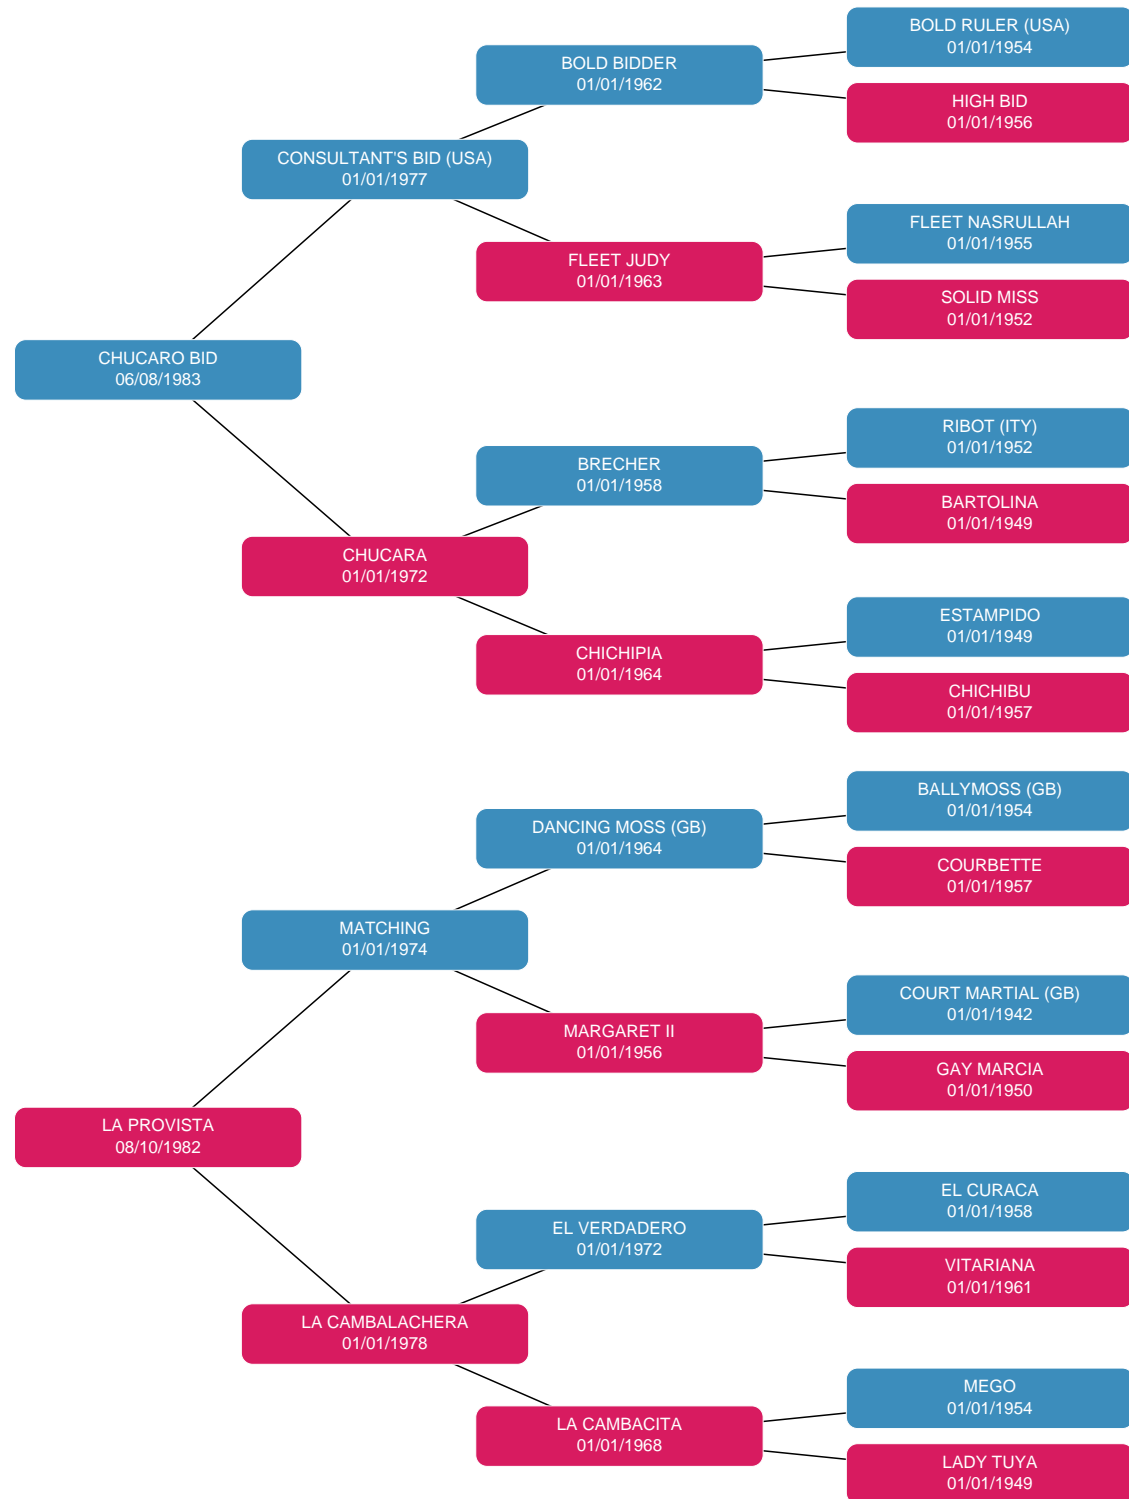 BOLD RULER (USA)
01/01/1954
BOLD BIDDER
01/01/1962
HIGH BID
01/01/1956
CONSULTANT'S BID (USA)
01/01/1977
FLEET NASRULLAH
01/01/1955
FLEET JUDY
01/01/1963
SOLID MISS
01/01/1952
CHUCARO BID
06/08/1983
RIBOT (ITY)
01/01/1952
BRECHER
01/01/1958
BARTOLINA
01/01/1949
CHUCARA
01/01/1972
ESTAMPIDO
01/01/1949
CHICHIPIA
01/01/1964
CHICHIBU
01/01/1957
BALLYMOSS (GB)
01/01/1954
DANCING MOSS (GB)
01/01/1964
COURBETTE
01/01/1957
MATCHING
01/01/1974
COURT MARTIAL (GB)
01/01/1942
MARGARET II
01/01/1956
GAY MARCIA
01/01/1950
LA PROVISTA
08/10/1982
EL CURACA
01/01/1958
EL VERDADERO
01/01/1972
VITARIANA
01/01/1961
LA CAMBALACHERA
01/01/1978
MEGO
01/01/1954
LA CAMBACITA
01/01/1968
LADY TUYA
01/01/1949